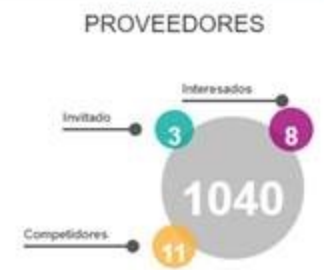 PROVEEDORES
Interesados
Invitado
3
8
1040
Competidores
11